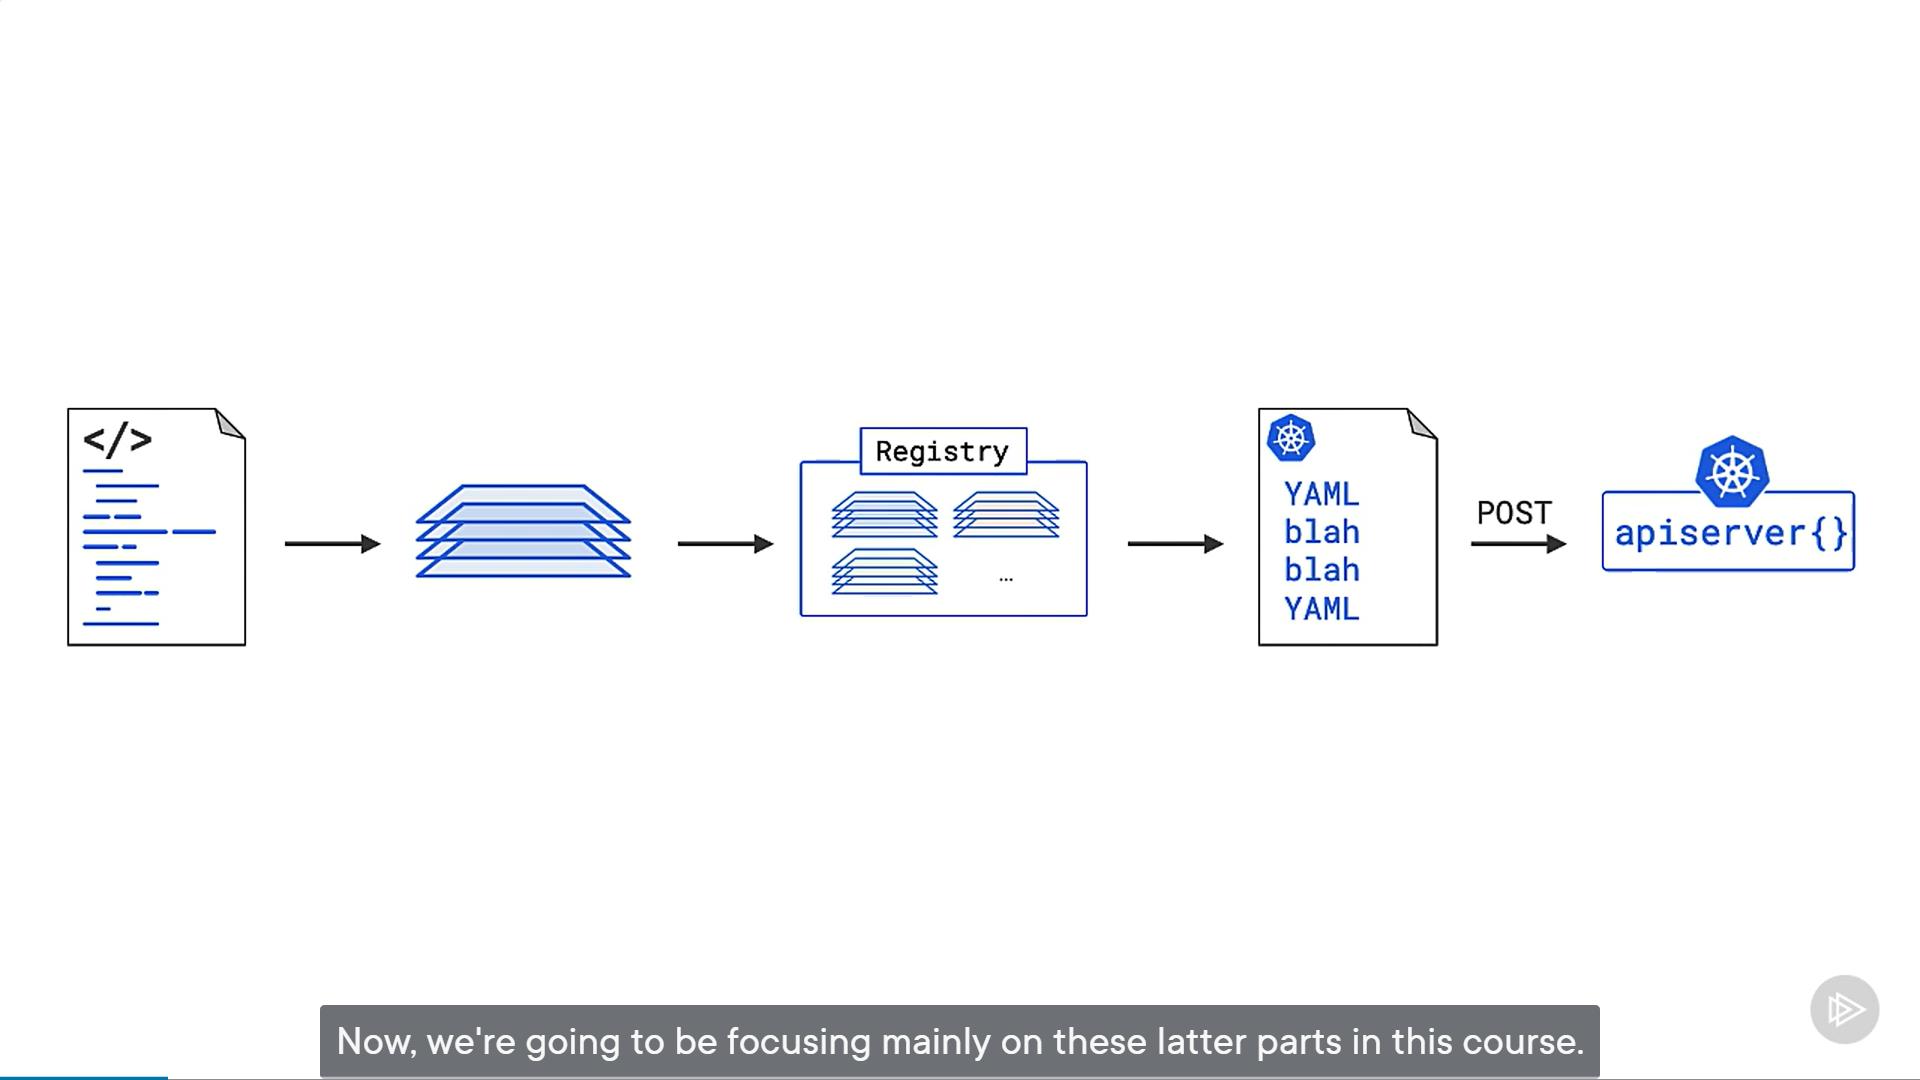 </>
Registry
...
YAML
blah
blah
YAML
POST
apiserver{}
Now, we're going to be focusing mainly on these latter parts in this course.